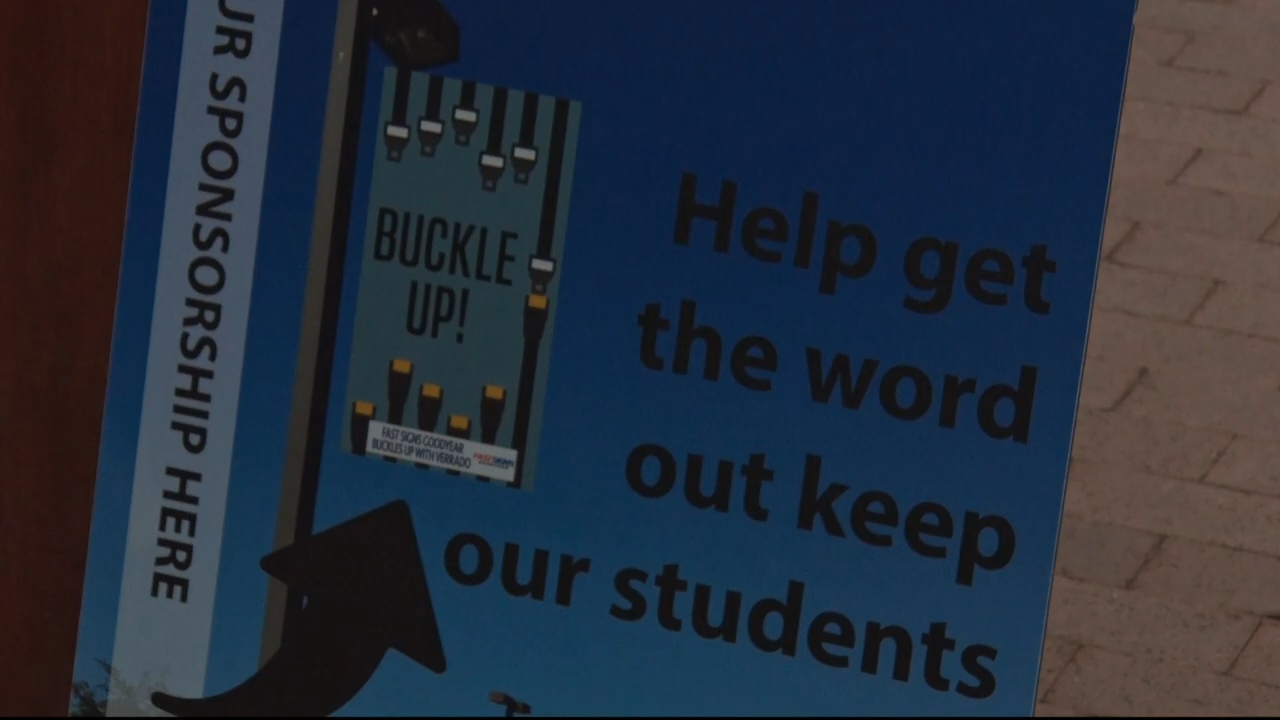 UR SPONSORSHIP HERE
BUCKLE
UP!
FAST SIGNS GOODYEAR
BUCKLES UP WITH VERRADO
FASTSIGNS
Help get
the word
out keep
our students